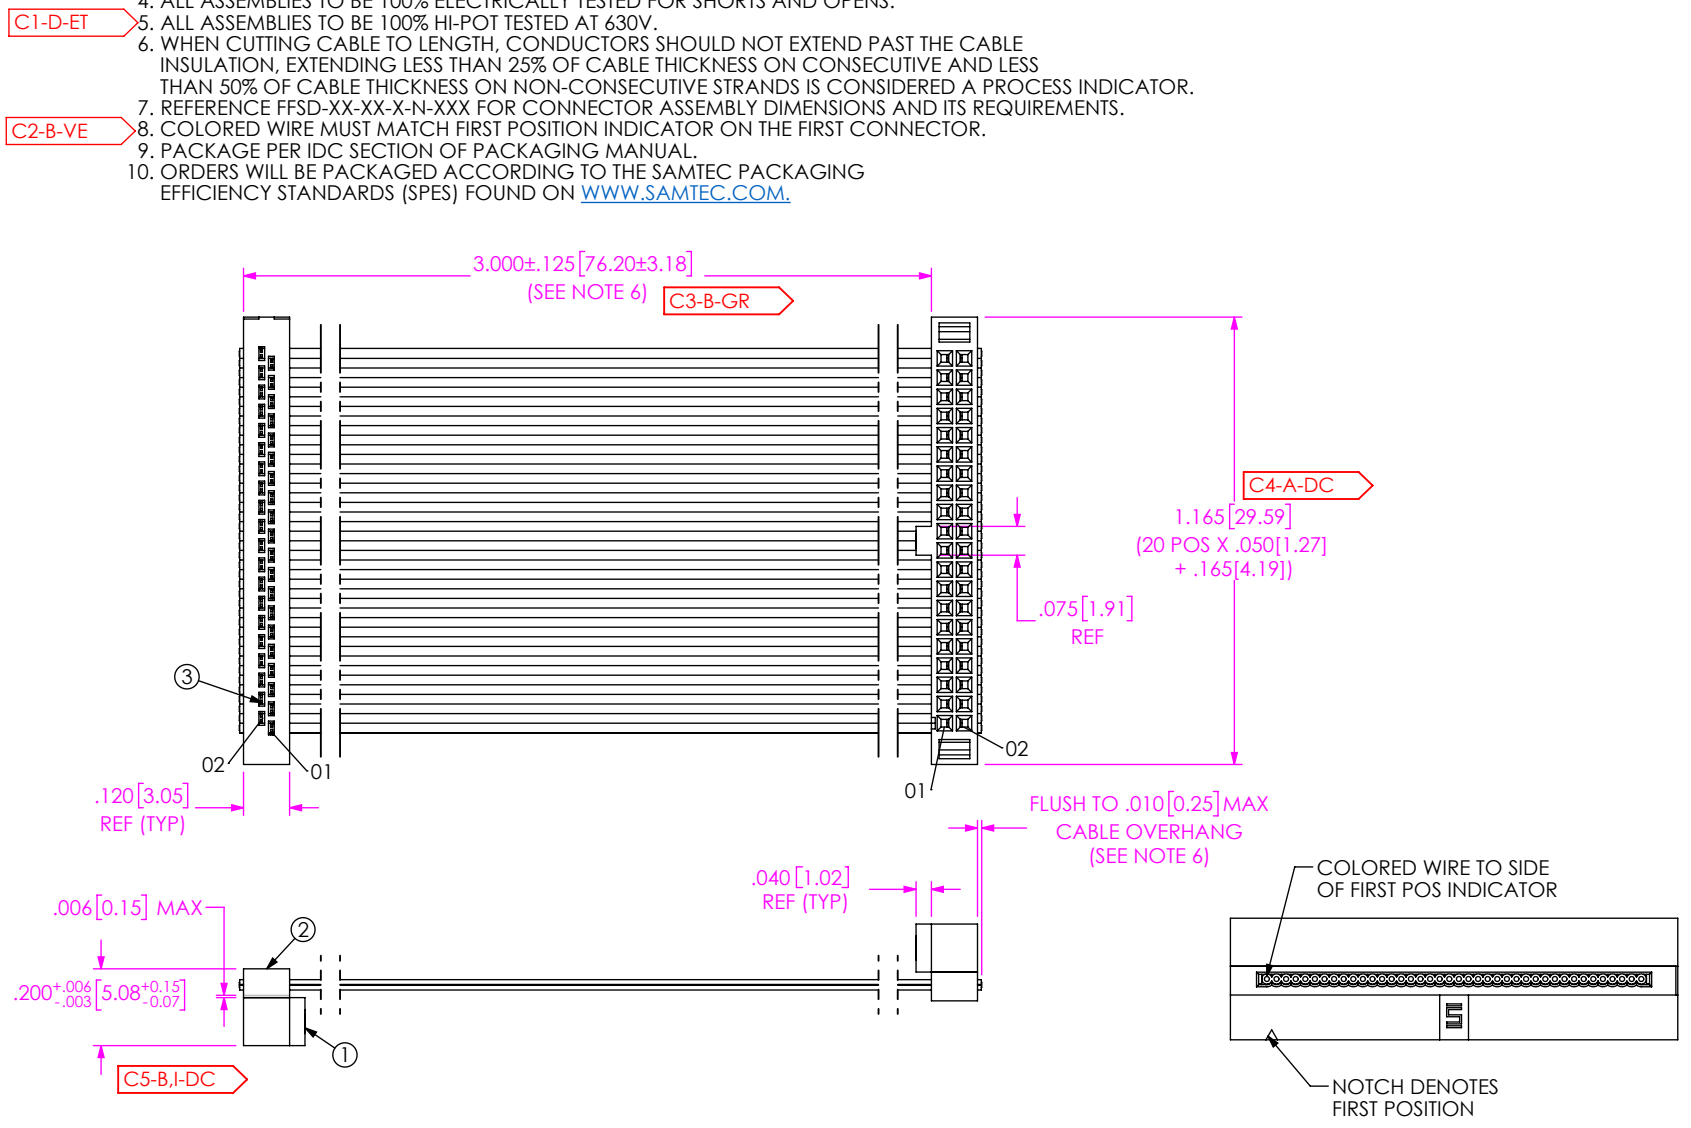 4. ALL ASSEMBLIES TO BE 100% ELECTRICALLY TESTED FOR SHORTS AND OPENS.
C1-D-ET
5. ALL ASSEMBLIES TO BE 100% HI-POT TESTED AT 630V.
6. WHEN CUTTING CABLE TO LENGTH, CONDUCTORS SHOULD NOT EXTEND PAST THE CABLE
INSULATION, EXTENDING LESS THAN 25% OF CABLE THICKNESS ON CONSECUTIVE AND LESS
THAN 50% OF CABLE THICKNESS ON NON-CONSECUTIVE STRANDS IS CONSIDERED A PROCESS INDICATOR.
7. REFERENCE FFSD-XX-XX-X-N-XXX FOR CONNECTOR ASSEMBLY DIMENSIONS AND ITS REQUIREMENTS.
C2-B-VE
8. COLORED WIRE MUST MATCH FIRST POSITION INDICATOR ON THE FIRST CONNECTOR.
9. PACKAGE PER IDC SECTION OF PACKAGING MANUAL.
10. ORDERS WILL BE PACKAGED ACCORDING TO THE SAMTEC PACKAGING
EFFICIENCY STANDARDS (SPES) FOUND ON WWW.SAMTEC.COM.
3.000±.125[76.20±3.18]
(SEE NOTE 6)
C3-B-GR
C4-A-DC
1.165[29.59]
(20 POS X .050[1.27]
+ .165[4.19])
.075[1.91]
REF
3
02
01
02
01
.120[3.05]
REF (TYP)
FLUSH TO .010[0.25]MAX
CABLE OVERHANG
(SEE NOTE 6)
.040[1.02]
REF (TYP)
.006[0.15] MAX
2
.200+.006-.003[5.08+0.15-0.07]
1
C5-B,I-DC
COLORED WIRE TO SIDE
OF FIRST POS INDICATOR
NOTCH DENOTES
FIRST POSITION